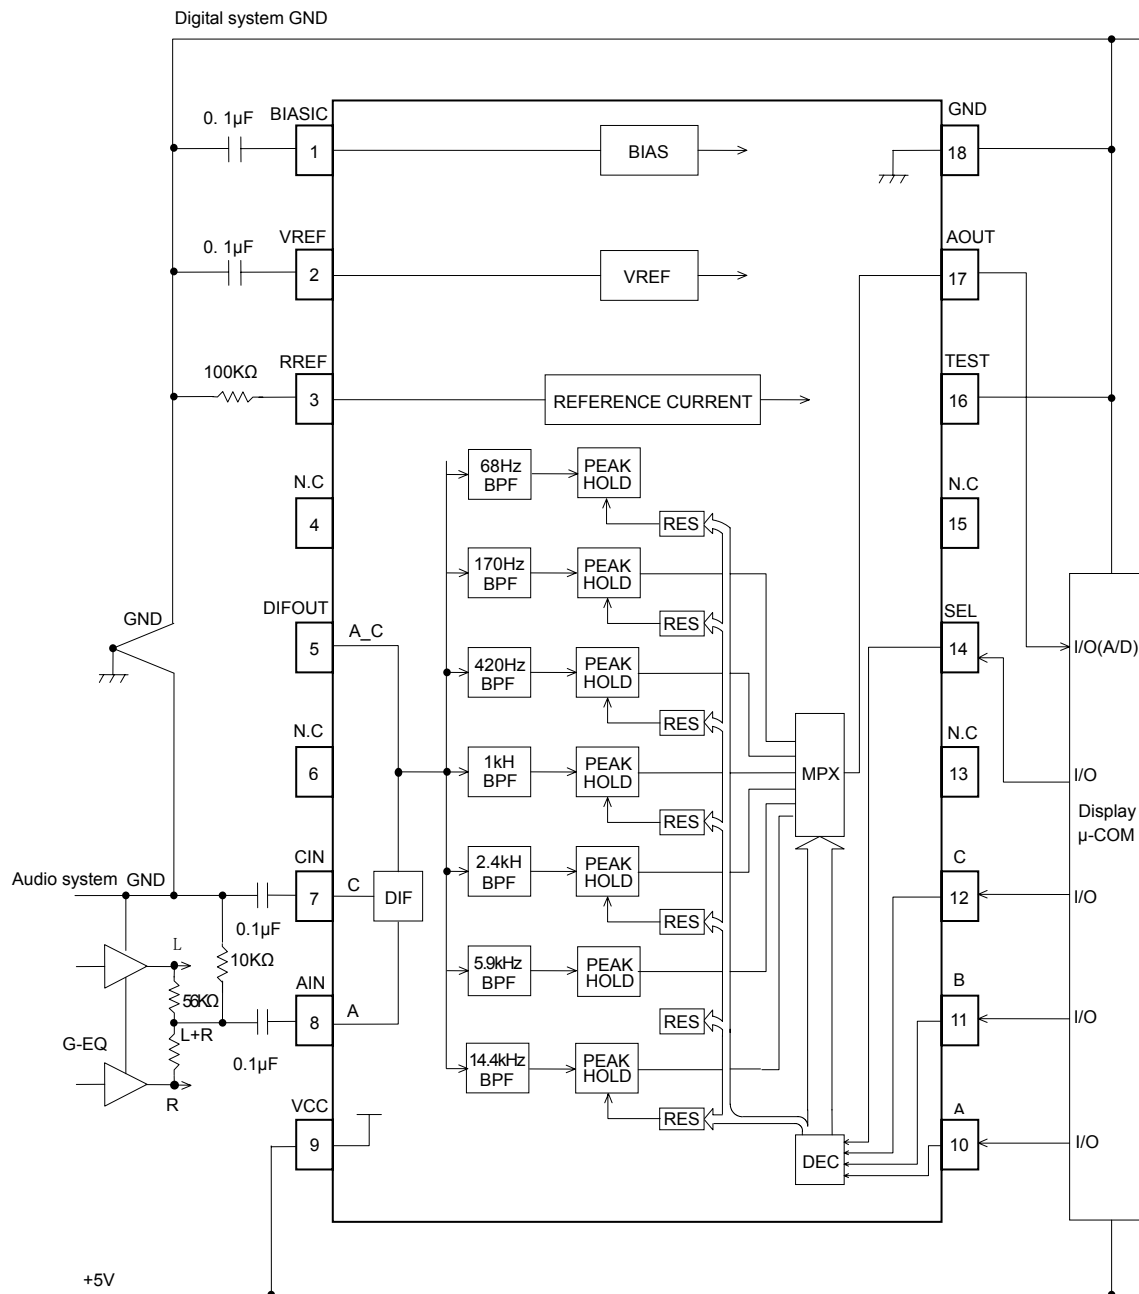 Digital system GND
0. 1µF
BIASIC
1
BIAS
GND
18
0. 1µF
VREF
2
VREF
AOUT
17
100KΩ
RREF
3
REFERENCE CURRENT
TEST
16
68Hz
BPF
PEAK
HOLD
RES
N.C
4
N.C
15
170Hz
BPF
PEAK
HOLD
RES
GND
DIFOUT
5
A_C
SEL
14
I/O(A/D)
420Hz
BPF
PEAK
HOLD
RES
N.C
6
1kH
BPF
PEAK
HOLD
RES
MPX
N.C
13
I/O
Display
µ-COM
Audio system GND
CIN
7
C
DIF
0.1µF
2.4kH
BPF
PEAK
HOLD
RES
C
12
I/O
L
10KΩ
56KΩ
AIN
8
A
L+R
0.1µF
G-EQ
R
5.9kHz
BPF
PEAK
HOLD
RES
B
11
I/O
14.4kHz
BPF
PEAK
HOLD
RES
VCC
9
DEC
A
10
I/O
+5V